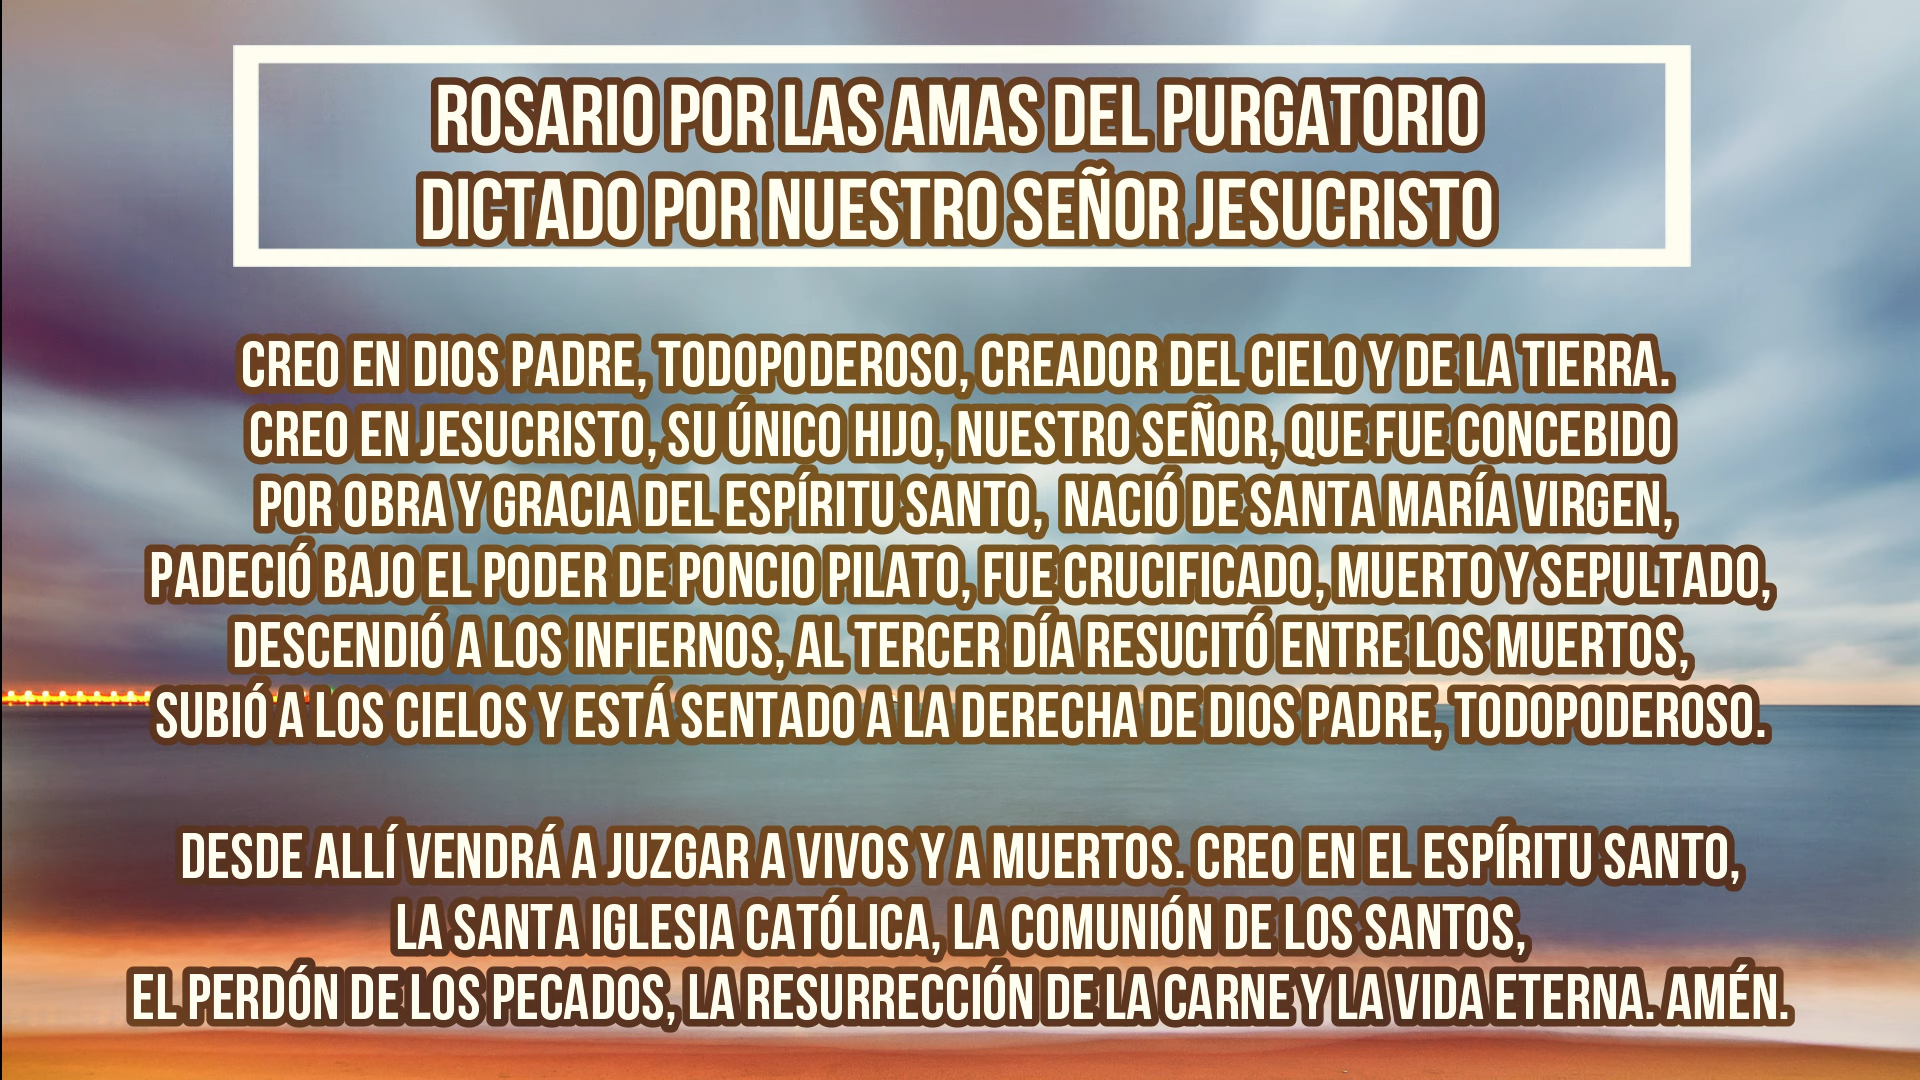 ROSARIO POR LAS AMAS DEL PURGATORIO
DICTADO POR NUESTRO SEÑOR JESUCRISTO
CREO EN DIOS PADRE, TODOPODEROSO, CREADOR DEL CIELO Y DE LA TIERRA.
CREO EN JESUCRISTO, SU ÚNICO HIJO, NUESTRO SEÑOR, QUE FUE CONCEBIDO
POR OBRA Y GRACIA DEL ESPÍRITU SANTO, NACIÓ DE SANTA MARÍA VIRGEN,
PADECIÓ BAJO EL PODER DE PONCIO PILATO, FUE CRUCIFICADO, MUERTO Y SEPULTADO,
DESCENDIÓ A LOS INFIERNOS, AL TERCER DÍA RESUCITÓ ENTRE LOS MUERTOS,
SUBIÓ A LOS CIELOS Y ESTÁ SENTADO A LA DERECHA DE DIOS PADRE, TODOPODEROSO.
DESDE ALLÍ VENDRÁ A JUZGAR A VIVOS Y A MUERTOS. CREO EN EL ESPÍRITU SANTO,
LA SANTA IGLESIA CATÓLICA, LA COMUNIÓN DE LOS SANTOS,
EL PERDÓN DE LOS PECADOS, LA RESURRECCIÓN DE LA CARNE Y LA VIDA ETERNA. AMÉN.